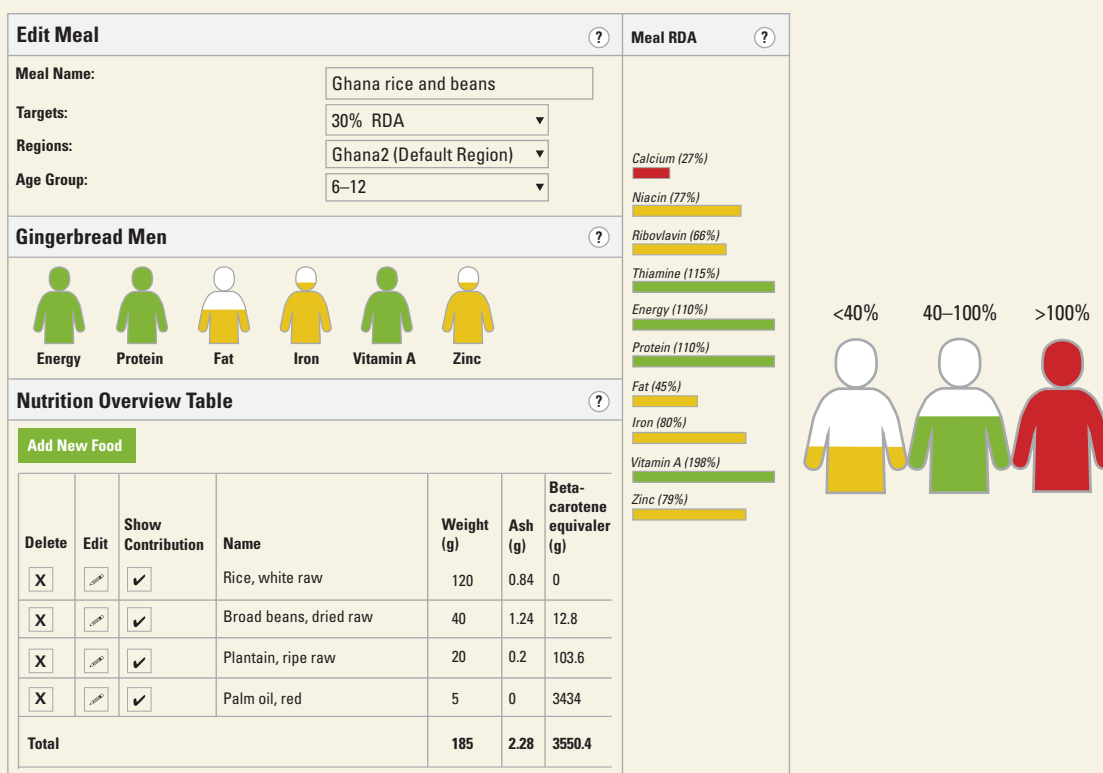 Edit Meal ?
Meal Name: Ghana rice and beans
Targets: 30% RDA
Regions: Ghana2 (Default Region)
Age Group: 6–12
Gingerbread Men ?
Energy Protein Fat Iron Vitamin A Zinc
Nutrition Overview Table ?
Add New Food
Delete Edit Show Contribution Name Weight (g) Ash (g) Beta-carotene equivaler (g)
X Rice, white raw 120 0.84 0
X Broad beans, dried raw 40 1.24 12.8
X Plantain, ripe raw 20 0.2 103.6
X Palm oil, red 5 0 3434
Total 185 2.28 3550.4
Meal RDA ?
Calcium (27%)
Niacin (77%)
Ribovlavin (66%)
Thiamine (115%)
Energy (110%)
Protein (110%)
Fat (45%)
Iron (80%)
Vitamin A (198%)
Zinc (79%)
<40% 40–100% >100%